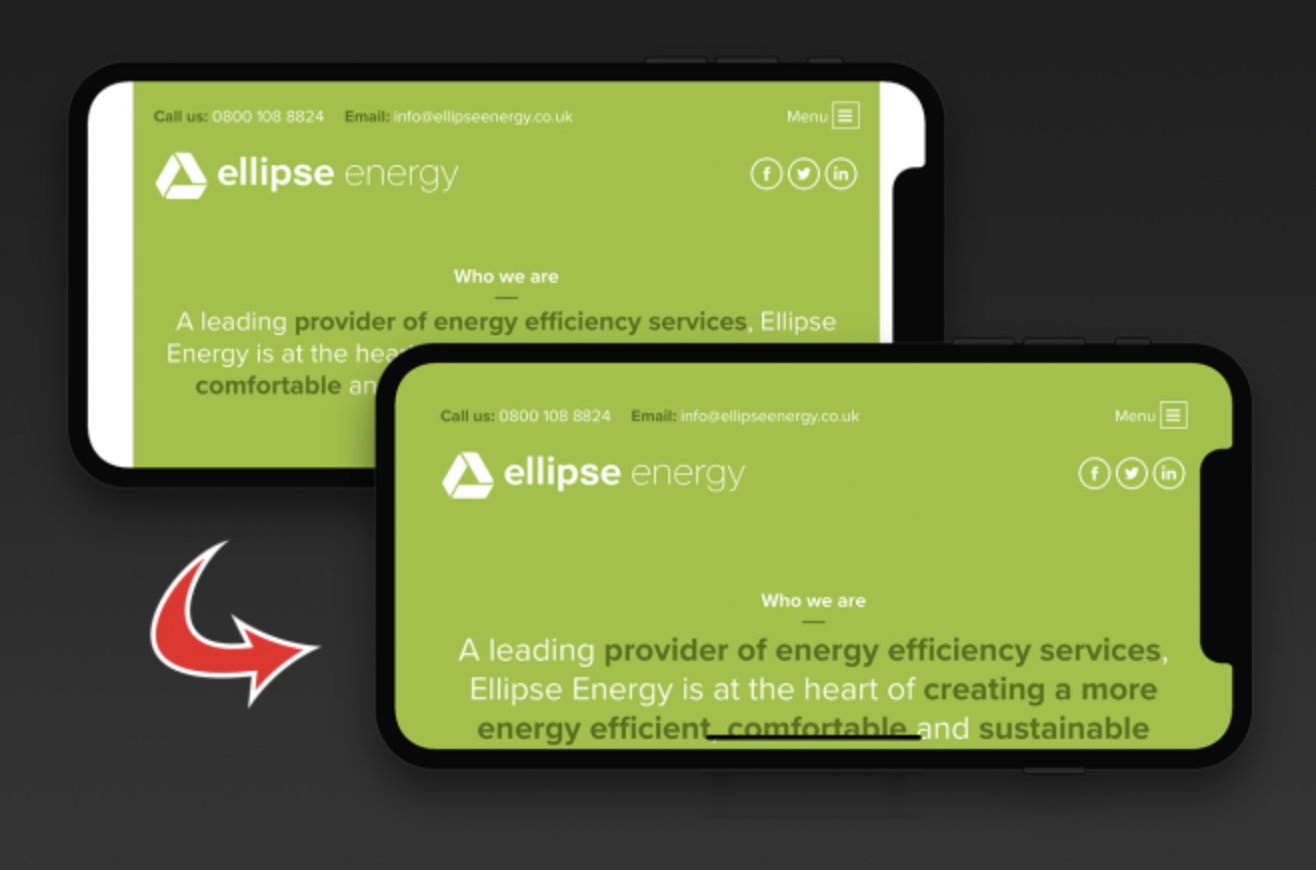 Call us: 0800 108 8824 Email: info@ellipseenergy.co.uk Menu
ellipse energy
f in
Who we are
A leading provider of energy efficiency services, Ellipse
Energy is at the hear
comfortable an
Call us: 0800 108 8824 Email: info@ellipseenergy.co.uk Menu
ellipse energy
f in
Who we are
A leading provider of energy efficiency services,
Ellipse Energy is at the heart of creating a more
energy efficient, comfortable and sustainable